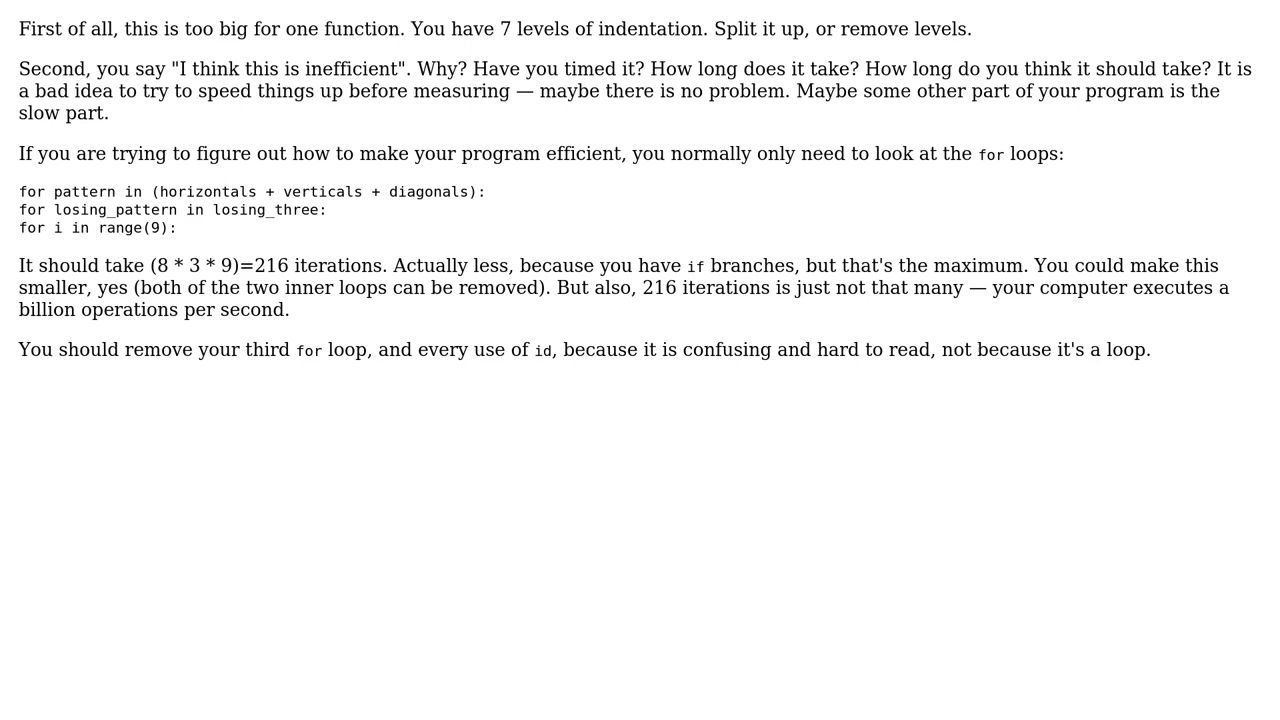 First of all, this is too big for one function. You have 7 levels of indentation. Split it up, or remove levels.
Second, you say "I think this is inefficient". Why? Have you timed it? How long does it take? How long do you think it should take? It is
a bad idea to try to speed things up before measuring — maybe there is no problem. Maybe some other part of your program is the
slow part.
If you are trying to figure out how to make your program efficient, you normally only need to look at the for loops:
for pattern in (horizontals + verticals + diagonals):
for losing_pattern in losing_three:
for i in range(9):
It should take (8 * 3 * 9)=216 iterations. Actually less, because you have if branches, but that's the maximum. You could make this
smaller, yes (both of the two inner loops can be removed). But also, 216 iterations is just not that many — your computer executes a
billion operations per second.
You should remove your third for loop, and every use of id, because it is confusing and hard to read, not because it's a loop.